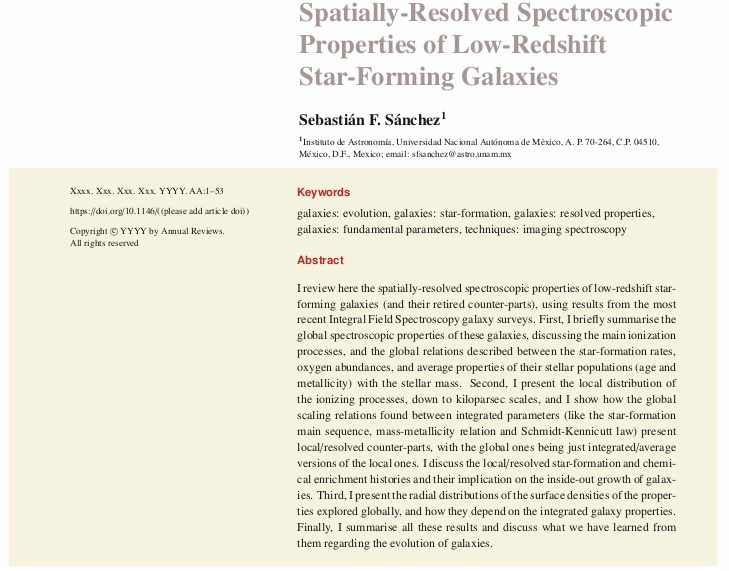 Spatially-Resolved Spectroscopic
Properties of Low-Redshift
Star-Forming Galaxies
Sebastián F. Sánchez1
1Instituto de Astronomía, Universidad Nacional Autónoma de México, A. P. 70-264, C.P. 04510,
México, D.F., Mexico; email: sfsanchez@astro.unam.mx
Xxxx. Xxx. Xxx. Xxx. YYYY. AA:1–53
https://doi.org/10.1146/((please add article doi))
Copyright © YYYY by Annual Reviews.
All rights reserved
Keywords
galaxies: evolution, galaxies: star-formation, galaxies: resolved properties,
galaxies: fundamental parameters, techniques: imaging spectroscopy
Abstract
I review here the spatially-resolved spectroscopic properties of low-redshift star-
forming galaxies (and their retired counter-parts), using results from the most
recent Integral Field Spectroscopy galaxy surveys. First, I briefly summarise the
global spectroscopic properties of these galaxies, discussing the main ionization
processes, and the global relations described between the star-formation rates,
oxygen abundances, and average properties of their stellar populations (age and
metallicity) with the stellar mass. Second, I present the local distribution of
the ionizing processes, down to kiloparsec scales, and I show how the global
scaling relations found between integrated parameters (like the star-formation
main sequence, mass-metallicity relation and Schmidt-Kennicutt law) present
local/resolved counter-parts, with the global ones being just integrated/average
versions of the local ones. I discuss the local/resolved star-formation and chemi-
cal enrichment histories and their implication on the inside-out growth of galax-
ies. Third, I present the radial distributions of the surface densities of the proper-
ties explored globally, and how they depend on the integrated galaxy properties.
Finally, I summarise all these results and discuss what we have learned from
them regarding the evolution of galaxies.